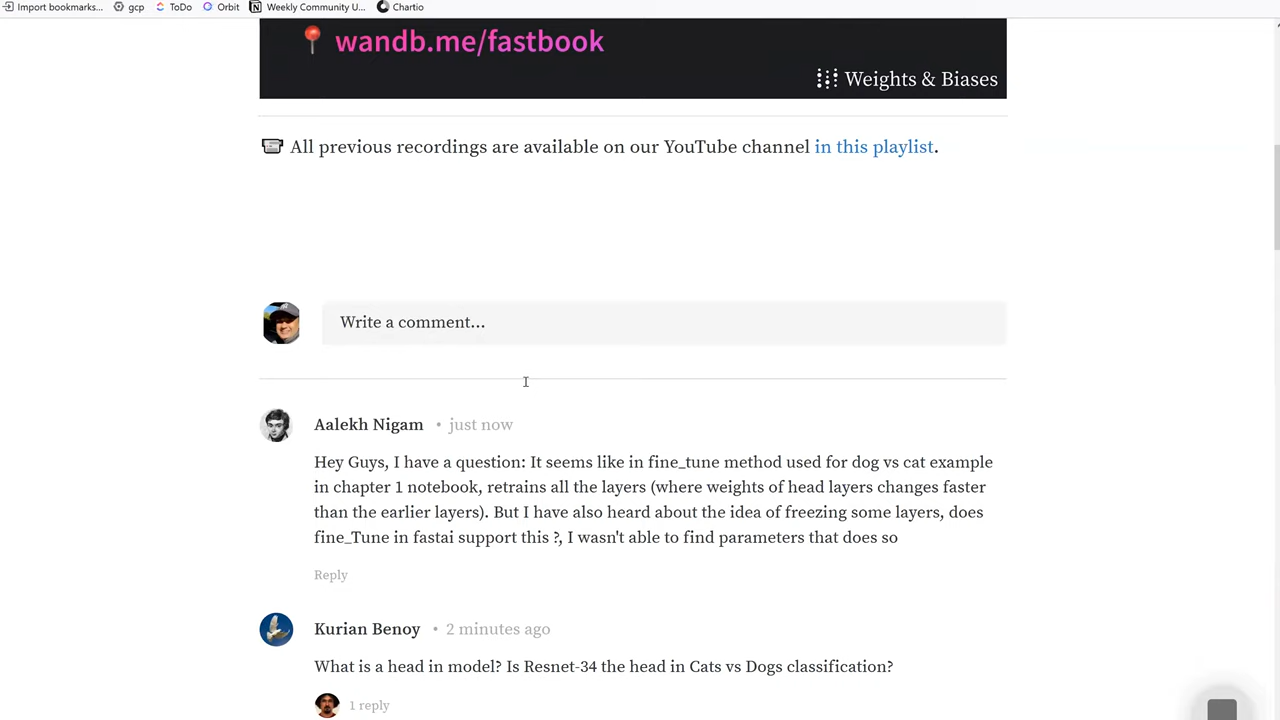 Import bookmarks... gcp ToDo Orbit Weekly Community U... Chartio
wandb.me/fastbook
Weights & Biases
All previous recordings are available on our YouTube channel in this playlist.
Write a comment...
Aalekh Nigam • just now
Hey Guys, I have a question: It seems like in fine_tune method used for dog vs cat example
in chapter 1 notebook, retrains all the layers (where weights of head layers changes faster
than the earlier layers). But I have also heard about the idea of freezing some layers, does
fine_Tune in fastai support this ?, I wasn't able to find parameters that does so
Reply
Kurian Benoy • 2 minutes ago
What is a head in model? Is Resnet-34 the head in Cats vs Dogs classification?
1 reply